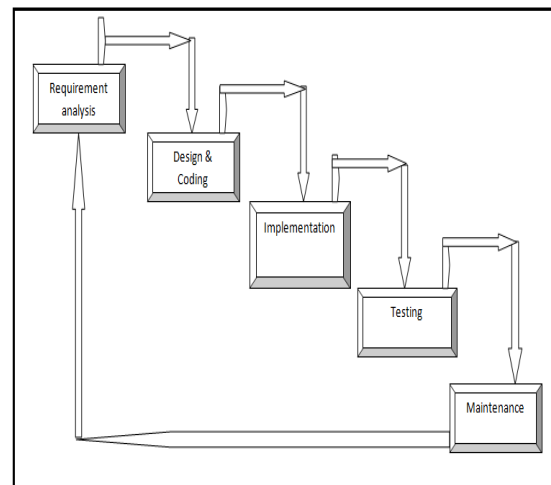 Requirement
analysis
Design &
Coding
Implementation
Testing
Maintenance